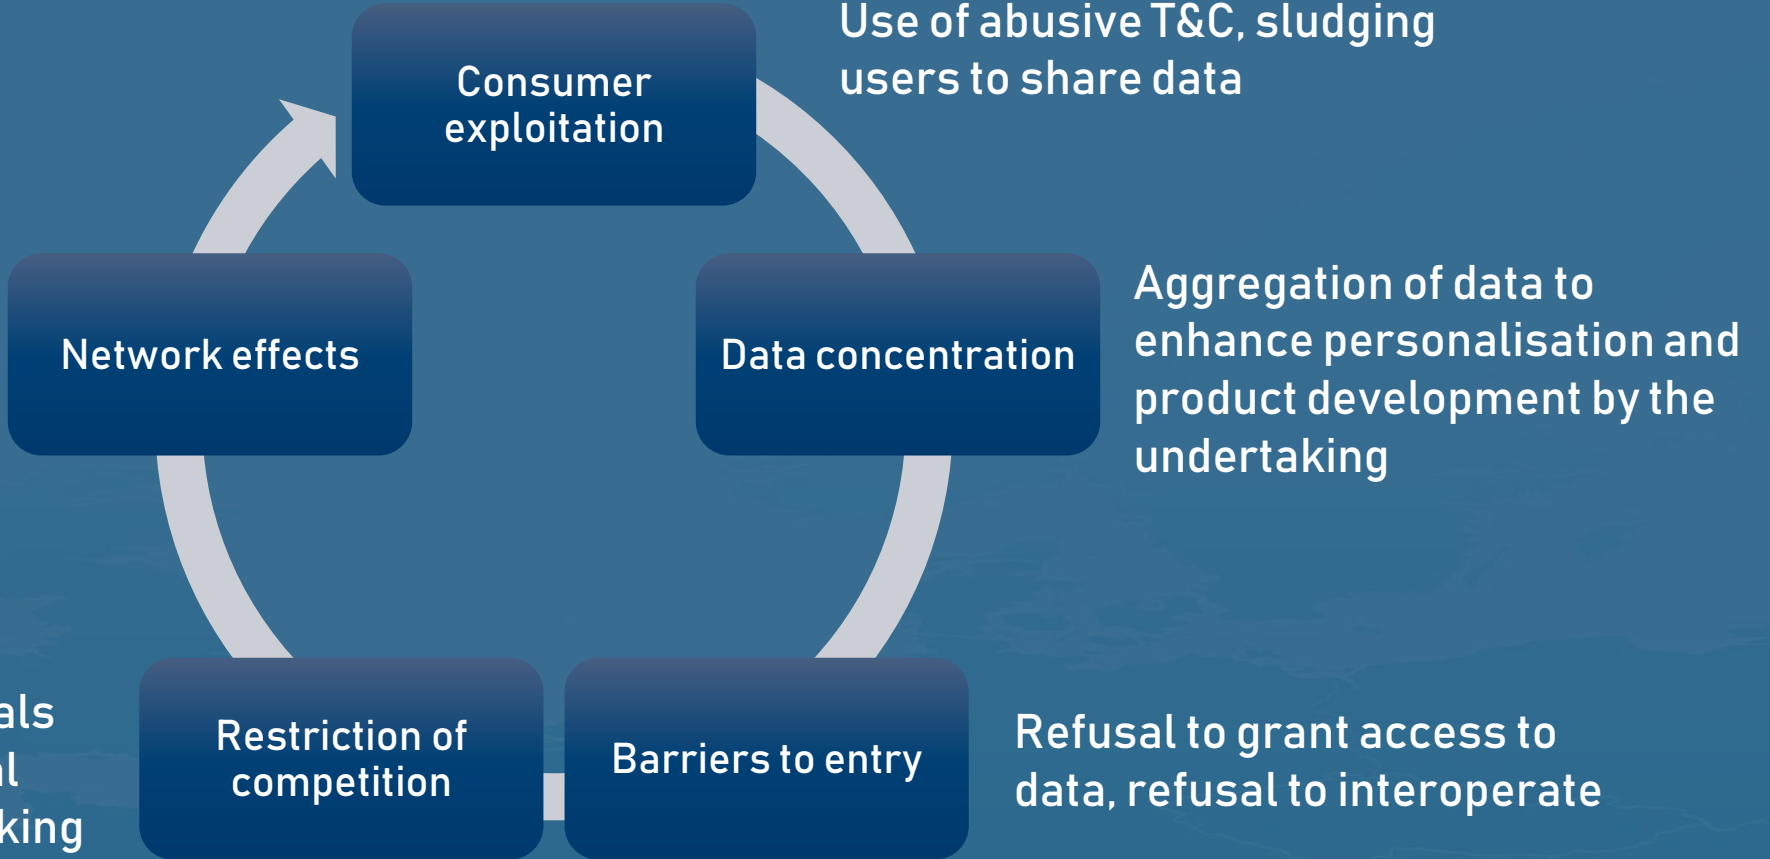 Use of abusive T&C, sludging
users to share data
Consumer
exploitation
Network effects
Data concentration
Aggregation of data to
enhance personalisation and
product development by the
undertaking
Restriction of
competition
Barriers to entry
Refusal to grant access to
data, refusal to interoperate